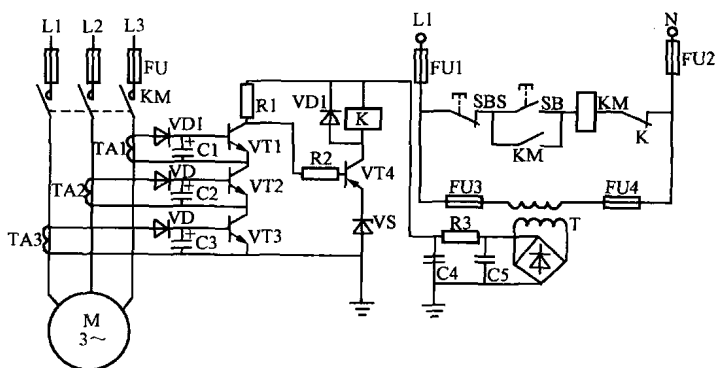 L1 L2 L3
L1
N
FU
FU1
FU2
KM
R1
VD1
K
SBS
SB
KM
K
KM
VD1
TA1
C1
VT1
R2
VT4
VD
TA2
C2
VT2
FU3
FU4
VD
VS
R3
T
TA3
C3
VT3
C4
C5
M
3~